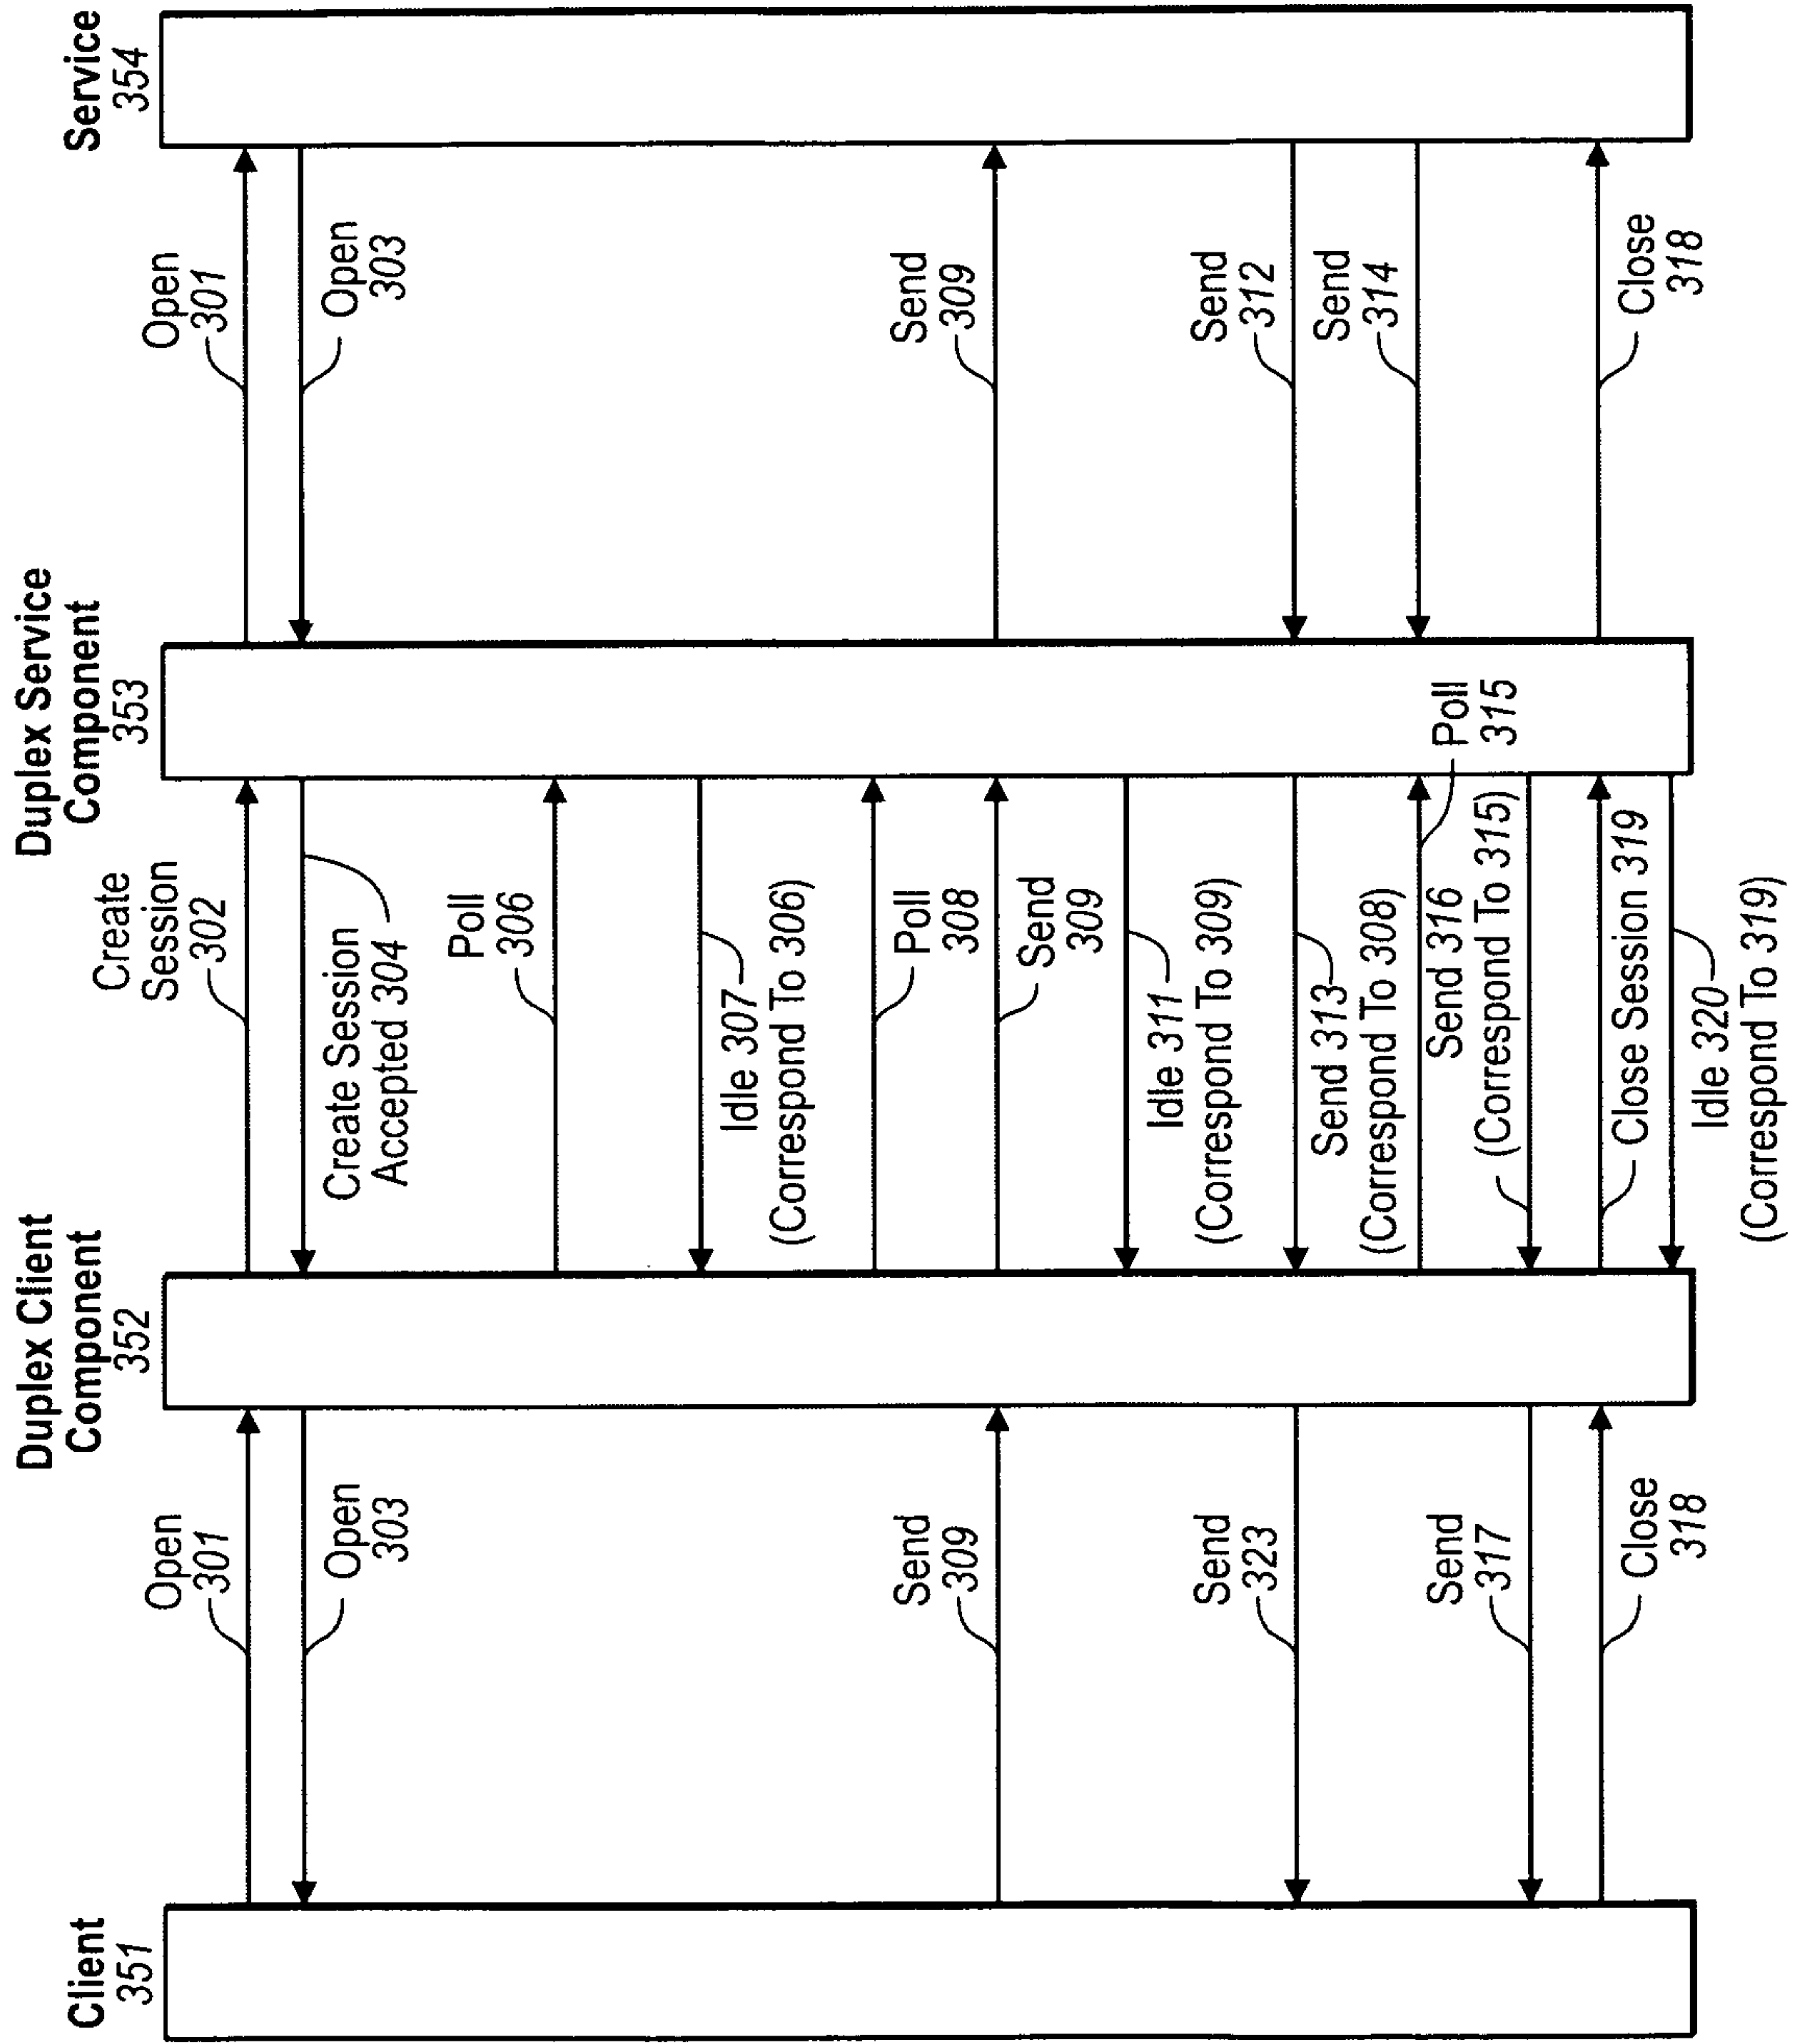 Client
351
Duplex Client
Component
352
Duplex Service
Component
353
Service
354
Open
301
Open
303
Send
309
Send
323
Send
317
Close
318
Create
Session
302
Create Session
Accepted 304
Poll
306
Idle 307
(Correspond To 306)
Poll
308
Send
309
Idle 311
(Correspond To 309)
Send 313
(Correspond To 308)
Poll
315
Send 316
(Correspond To 315)
Close Session 319
Idle 320
(Correspond To 319)
Open
301
Open
303
Send
309
Send
312
Send
314
Close
318